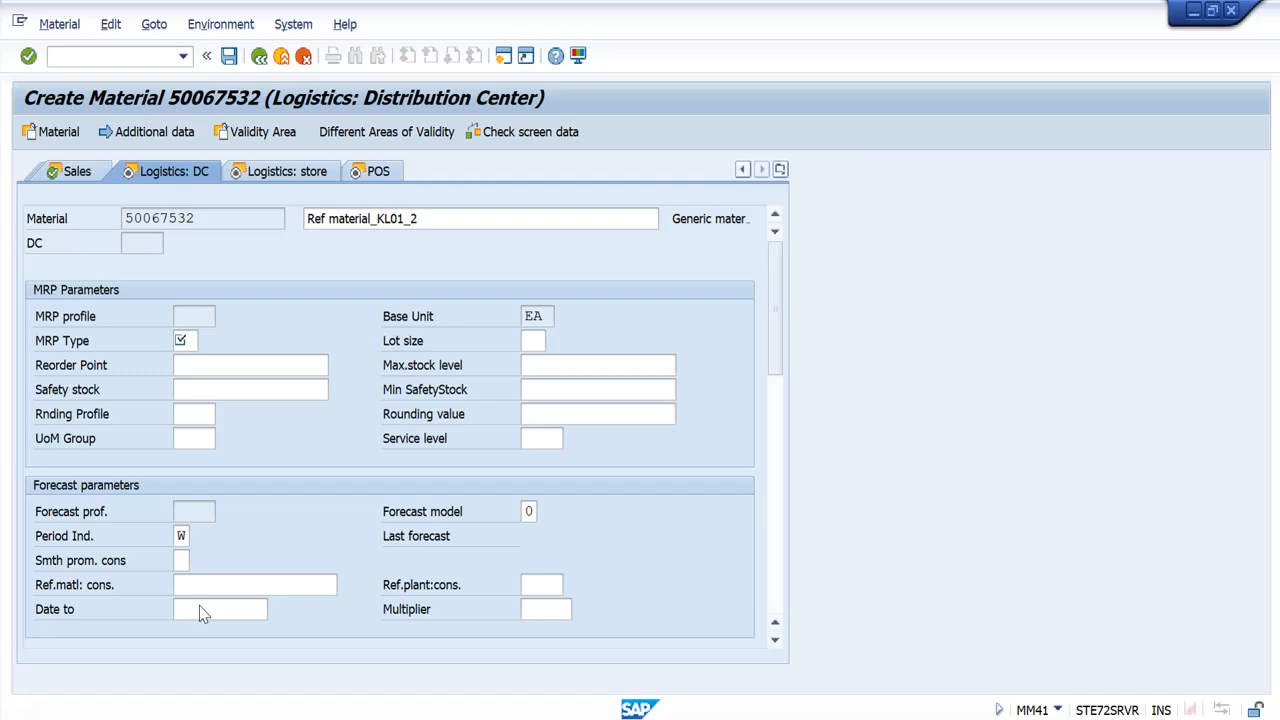 Material Edit Goto Environment System Help
Create Material 50067532 (Logistics: Distribution Center)
Material Additional data Validity Area Different Areas of Validity Check screen data
Sales Logistics: DC Logistics: store POS
Material 50067532 Ref material_KL01_2 Generic mater..
DC
MRP Parameters
MRP profile Base Unit EA
MRP Type Lot size
Reorder Point Max.stock level
Safety stock Min SafetyStock
Rnding Profile Rounding value
UoM Group Service level
Forecast parameters
Forecast prof. Forecast model 0
Period Ind. W Last forecast
Smth prom. cons
Ref.matl: cons. Ref.plant:cons.
Date to Multiplier
SAP MM41 STE72SRVR INS